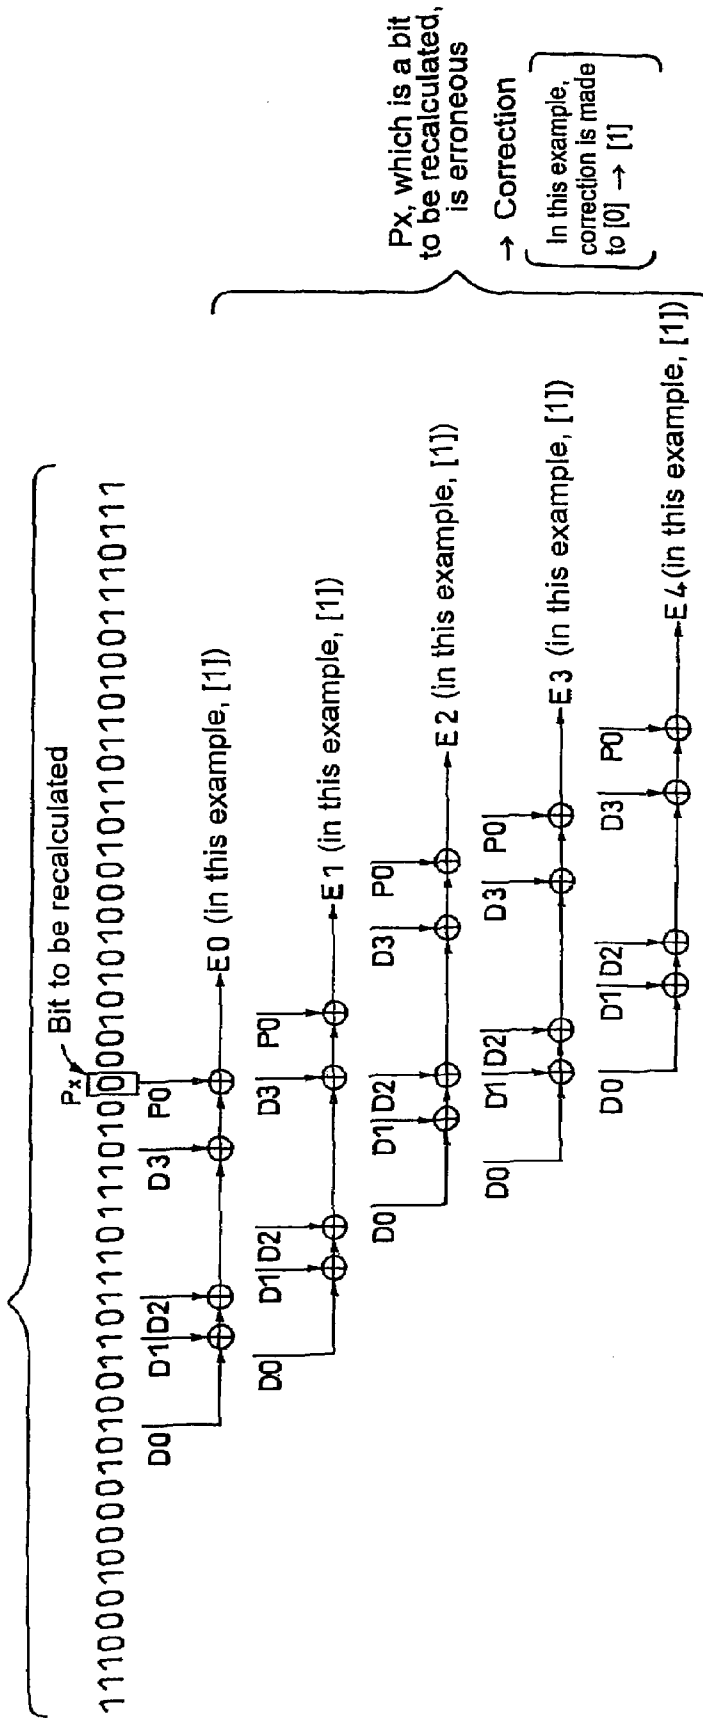 Px
Bit to be recalculated
1110001000010100110111011101000010101000101101101001110111
D0 D1 D2 D3 P0
E0 (in this example, [1])
D0 D1 D2 D3 P0
E1 (in this example, [1])
D0 D1 D2 D3 P0
E2 (in this example, [1])
D0 D1 D2 D3 P0
E3 (in this example, [1])
D0 D1 D2 D3 P0
E4 (in this example, [1])
Px, which is a bit
to be recalculated,
is erroneous
→ Correction
In this example,
correction is made
to [0] → [1]